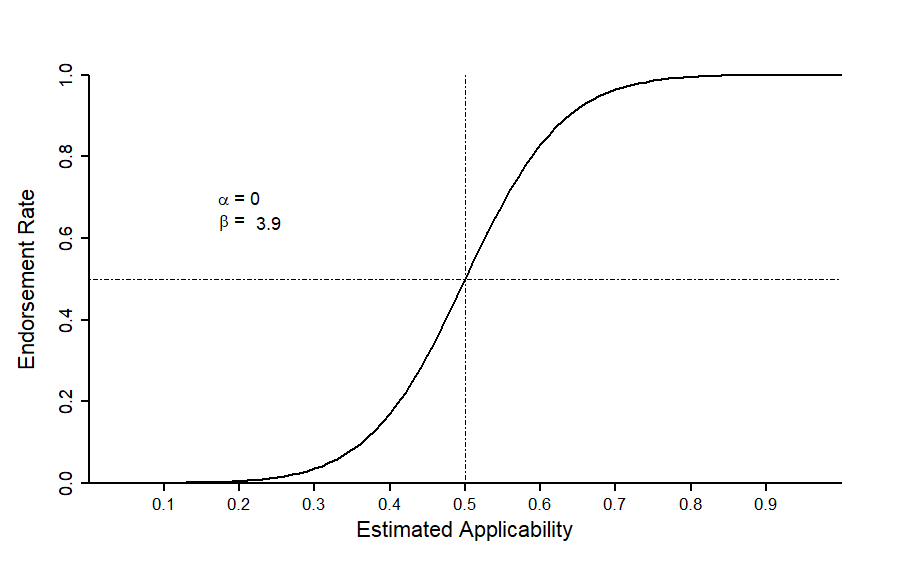 α = 0
β = 3.9
Endorsement Rate
0.0
0.2
0.4
0.6
0.8
1.0
0.1 0.2 0.3 0.4 0.5 0.6 0.7 0.8 0.9
Estimated Applicability